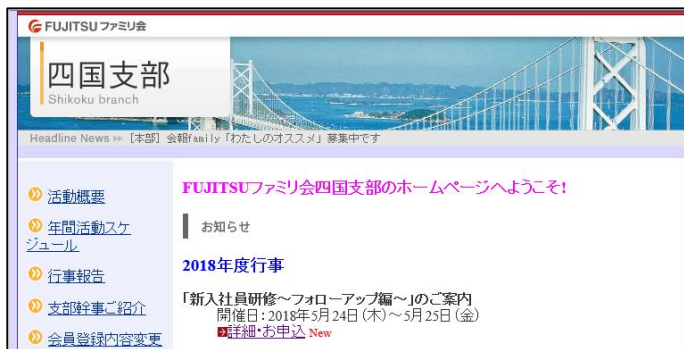 FUJITSU ファミリ会
四国支部
Shikoku branch
Headline News [本部] 会報family「わたしのオススメ」募集中です
活動概要
年間活動スケ
ジュール
行事報告
支部幹事ご紹介
会員登録内容変更
FUJITSUファミリ会四国支部のホームページへようこそ!
お知らせ
2018年度行事
「新入社員研修～フォローアップ編～」のご案内
開催日:2018年5月24日(木)～5月25日(金)
詳細・お申込 New